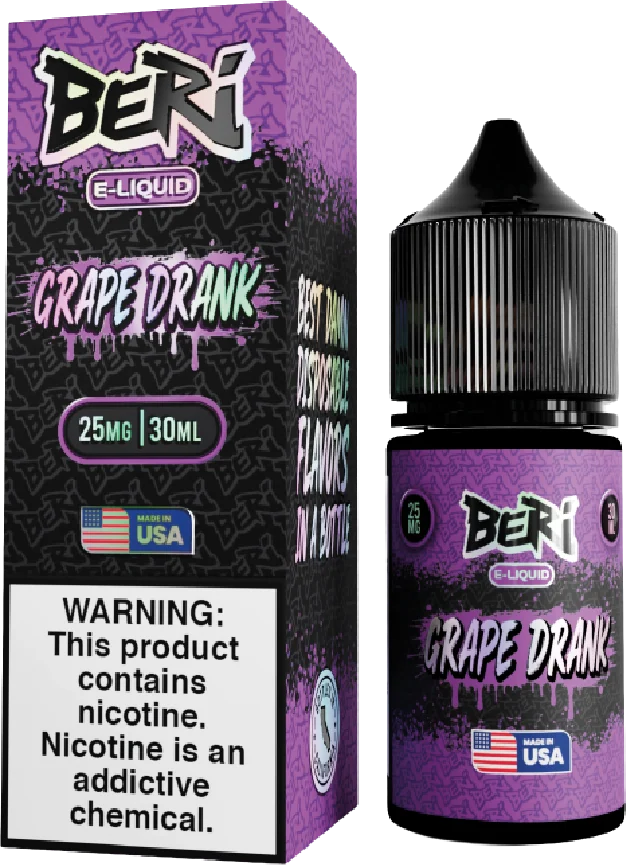 BERI
E-LIQUID
GRAPE DRANK
25MG | 30ML
MADE IN
USA
WARNING:
This product
contains
nicotine.
Nicotine is an
addictive
chemical.
BEST DAMN
DISPOSABLE
FLAVORS
IN A BOTTLE
25
MG
30
ML
BERI
E-LIQUID
GRAPE DRANK
MADE IN
USA